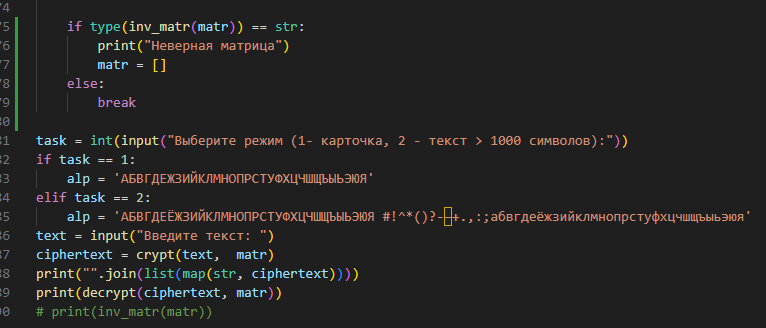 74
75 if type(inv_matr(matr)) == str:
76 print("Неверная матрица")
77 matr = []
78 else:
79 break
80
81 task = int(input("Выберите режим (1- карточка, 2 - текст > 1000 символов):"))
82 if task == 1:
83 alp = 'АБВГДЕЖЗИЙКЛМНОПРСТУФХЦЧШЩЪЫЬЭЮЯ'
84 elif task == 2:
85 alp = 'АБВГДЕЁЖЗИЙКЛМНОПРСТУФХЦЧШЩЪЫЬЭЮЯ #!^*()?-–+.,:;абвгдеёжзийклмнопрстуфхцчшщъыьэюя'
86 text = input("Введите текст: ")
87 ciphertext = crypt(text, matr)
88 print("".join(list(map(str, ciphertext))))
89 print(decrypt(ciphertext, matr))
90 # print(inv_matr(matr))